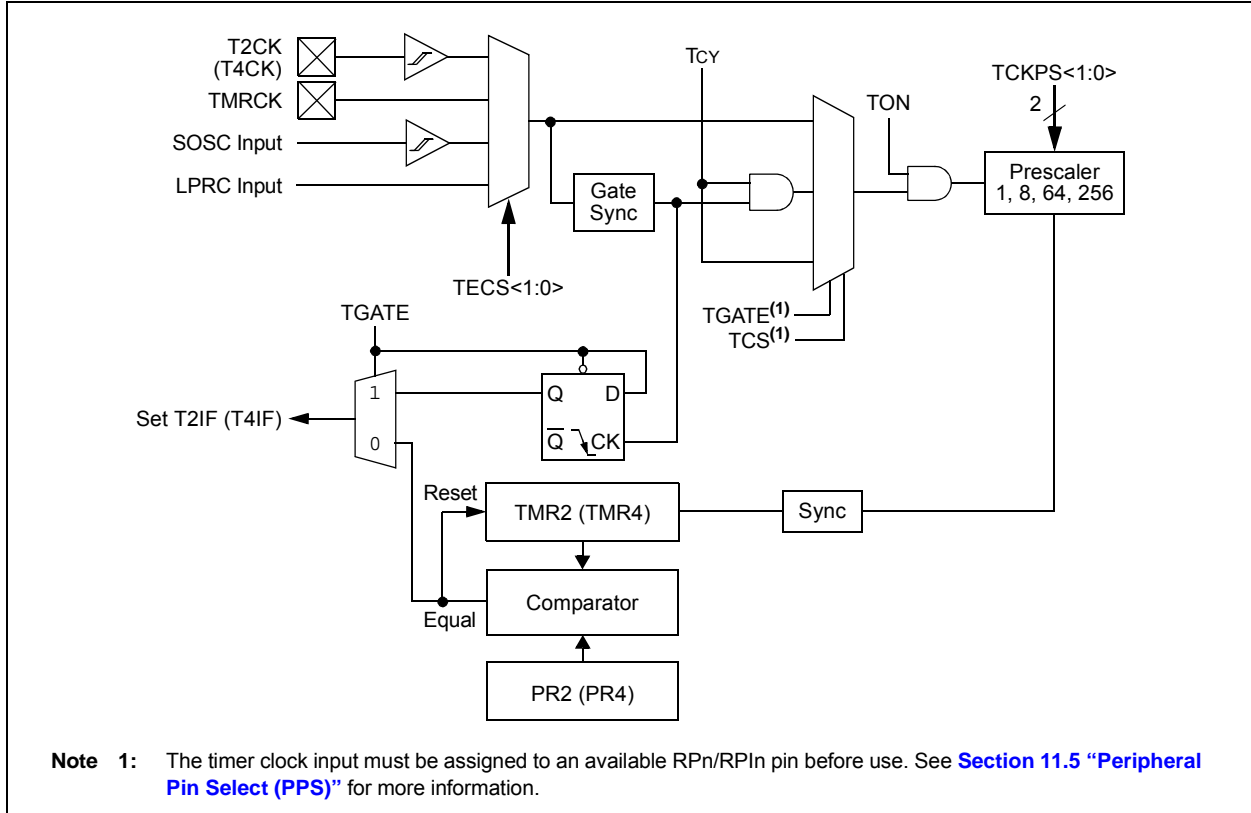 T2CK
(T4CK)
TMRCK
SOSC Input
LPRC Input
TECS<1:0>
Gate
Sync
TCY
TON
TCKPS<1:0>
2
Prescaler
1, 8, 64, 256
TGATE(1)
TCS(1)
TGATE
1
0
Set T2IF (T4IF)
Q D
Q CK
Reset
TMR2 (TMR4)
Sync
Comparator
Equal
PR2 (PR4)
Note 1: The timer clock input must be assigned to an available RPn/RPIn pin before use. See Section 11.5 “Peripheral
Pin Select (PPS)” for more information.